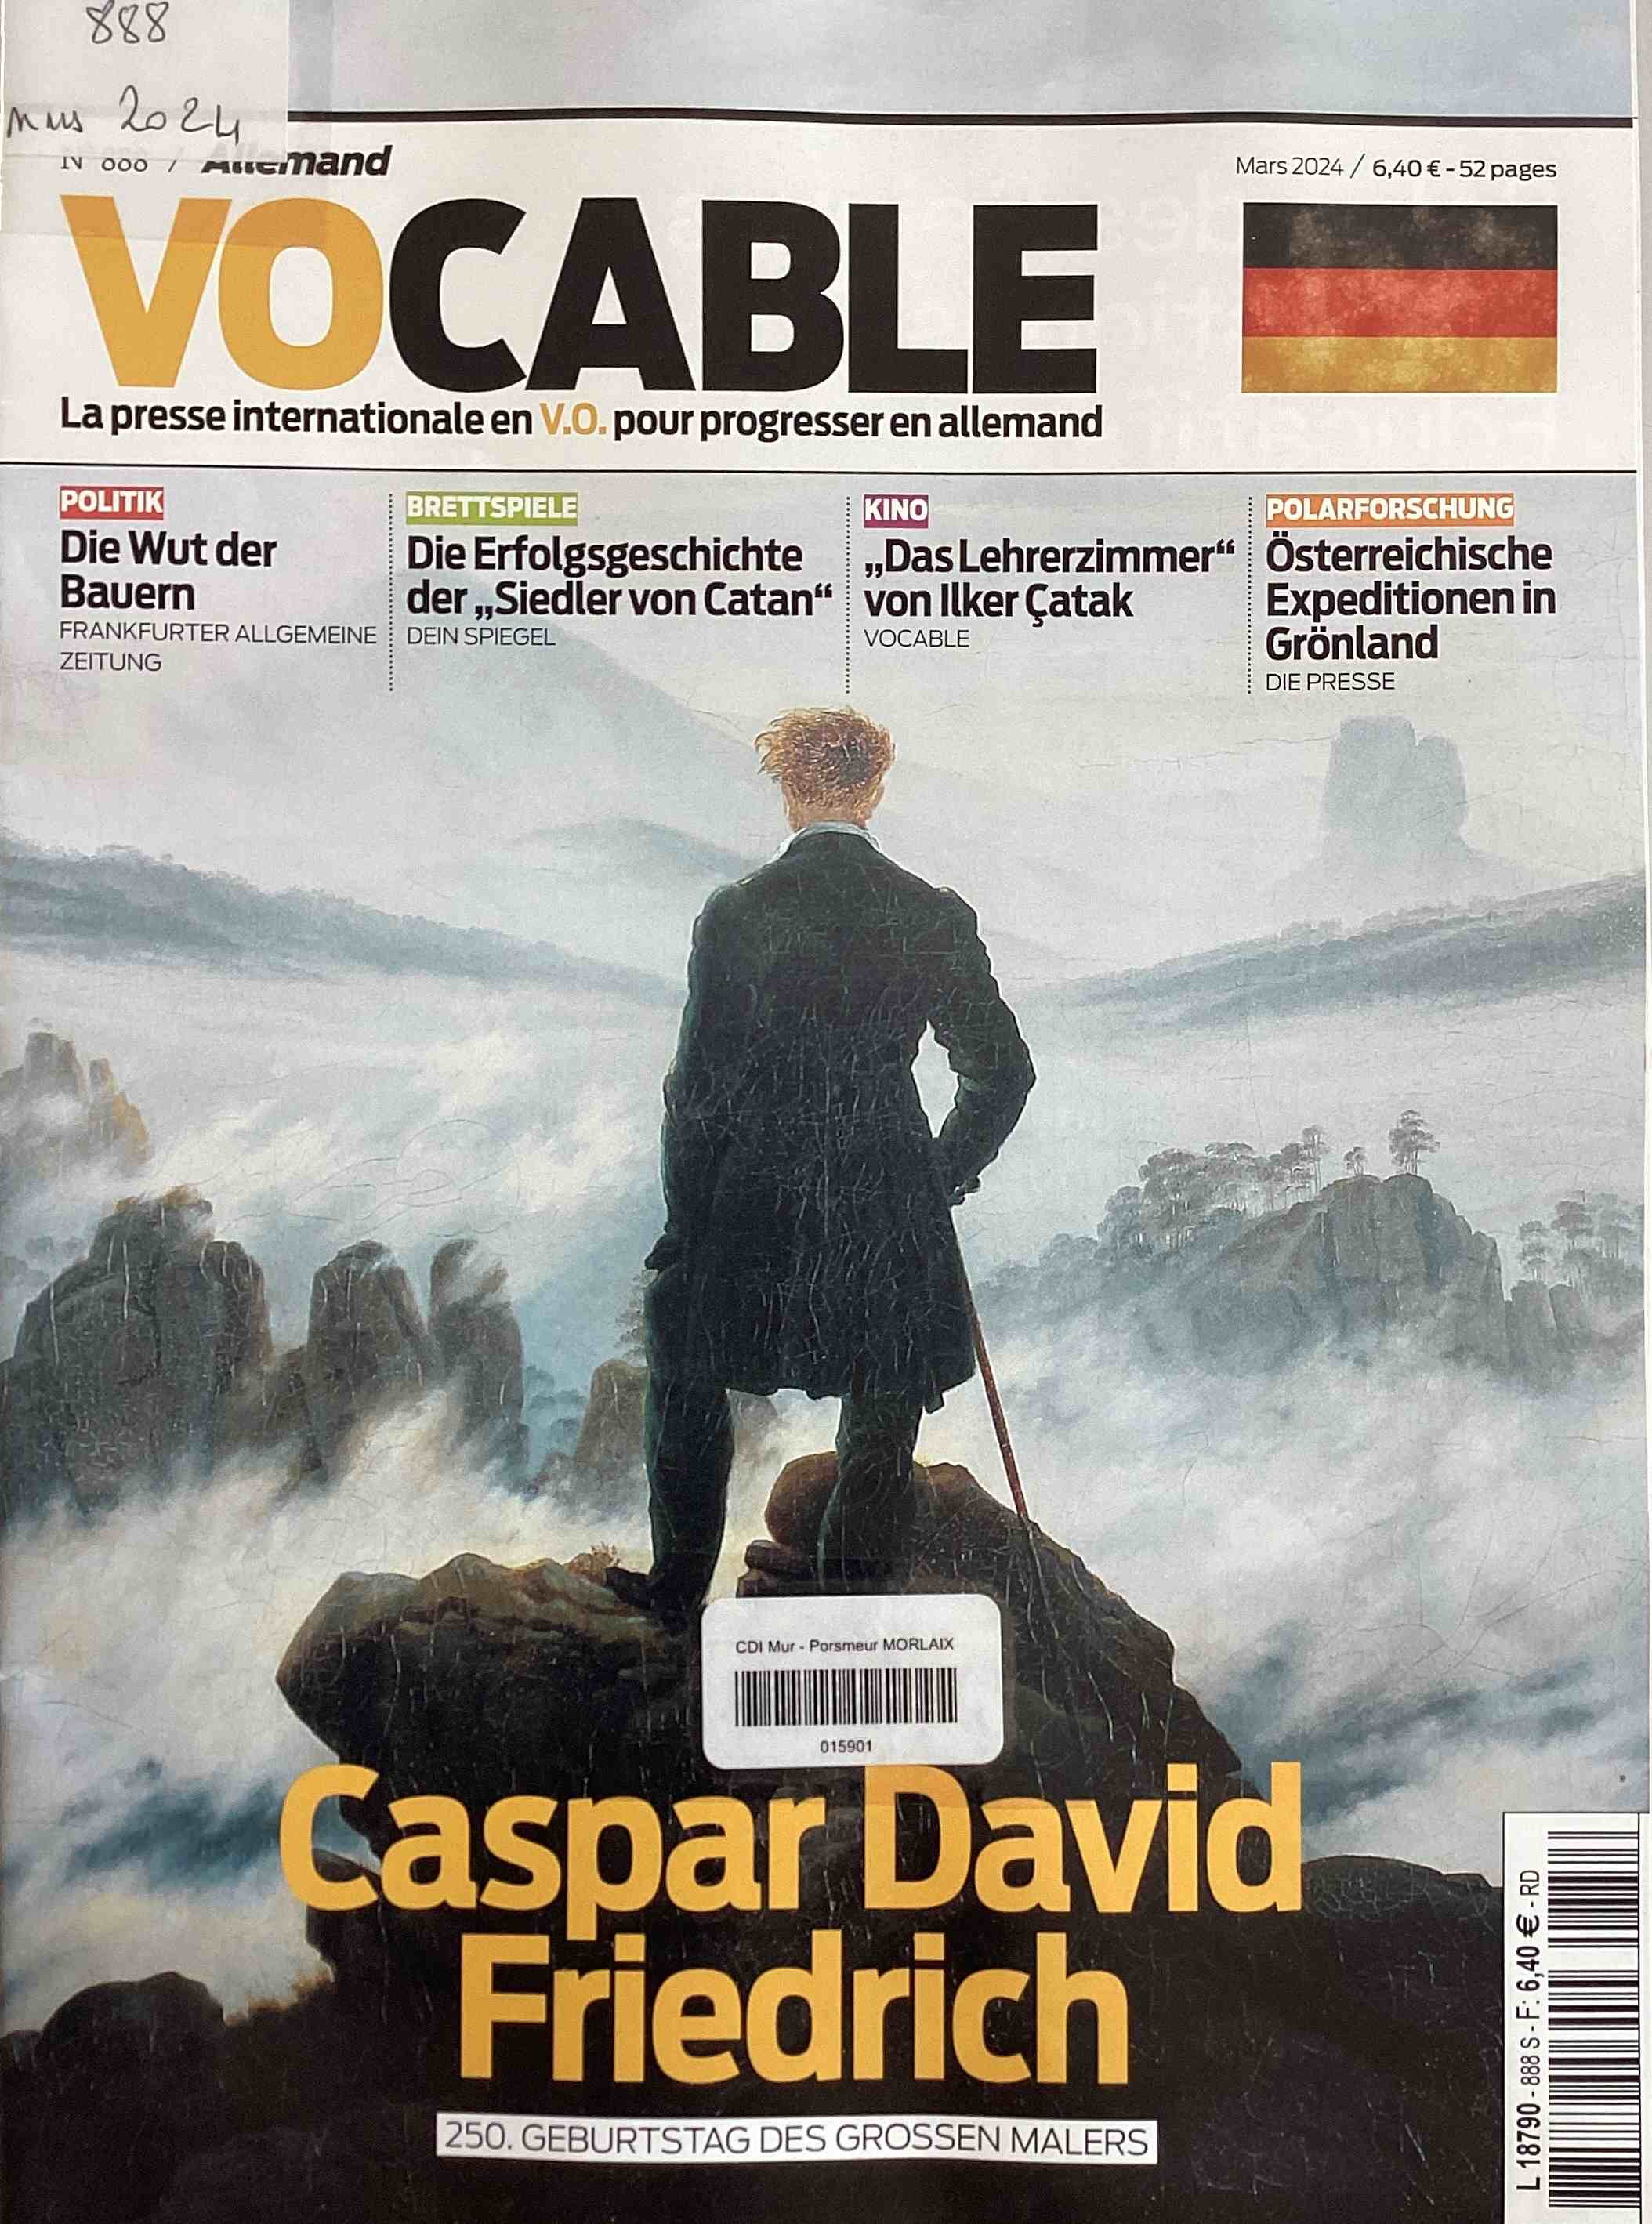 888
mars 2024
N° 888 / Allemand
Mars 2024 / 6,40 € - 52 pages
VOCABLE
La presse internationale en V.O. pour progresser en allemand
POLITIK
Die Wut der
Bauern
FRANKFURTER ALLGEMEINE
ZEITUNG
BRETTSPIELE
Die Erfolgsgeschichte
der „Siedler von Catan“
DEIN SPIEGEL
KINO
„Das Lehrerzimmer“
von Ilker Çatak
VOCABLE
POLARFORSCHUNG
Österreichische
Expeditionen in
Grönland
DIE PRESSE
CDI Mur - Porsmeur MORLAIX
015901
Caspar David
Friedrich
250. GEBURTSTAG DES GROSSEN MALERS
L 18790 - 888 S - F: 6,40 € - RD